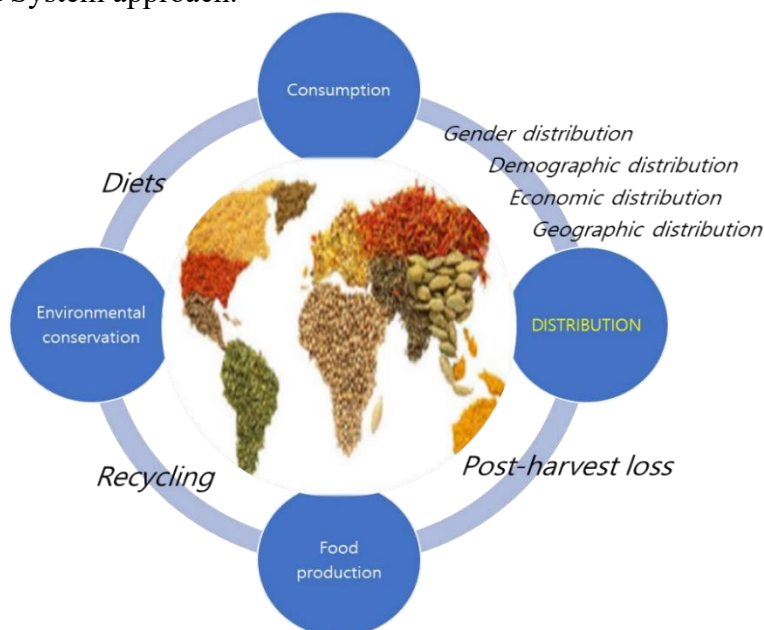 System approach.
Consumption
Gender distribution
Demographic distribution
Economic distribution
Geographic distribution
Diets
Environmental
conservation
DISTRIBUTION
Recycling
Post-harvest loss
Food
production